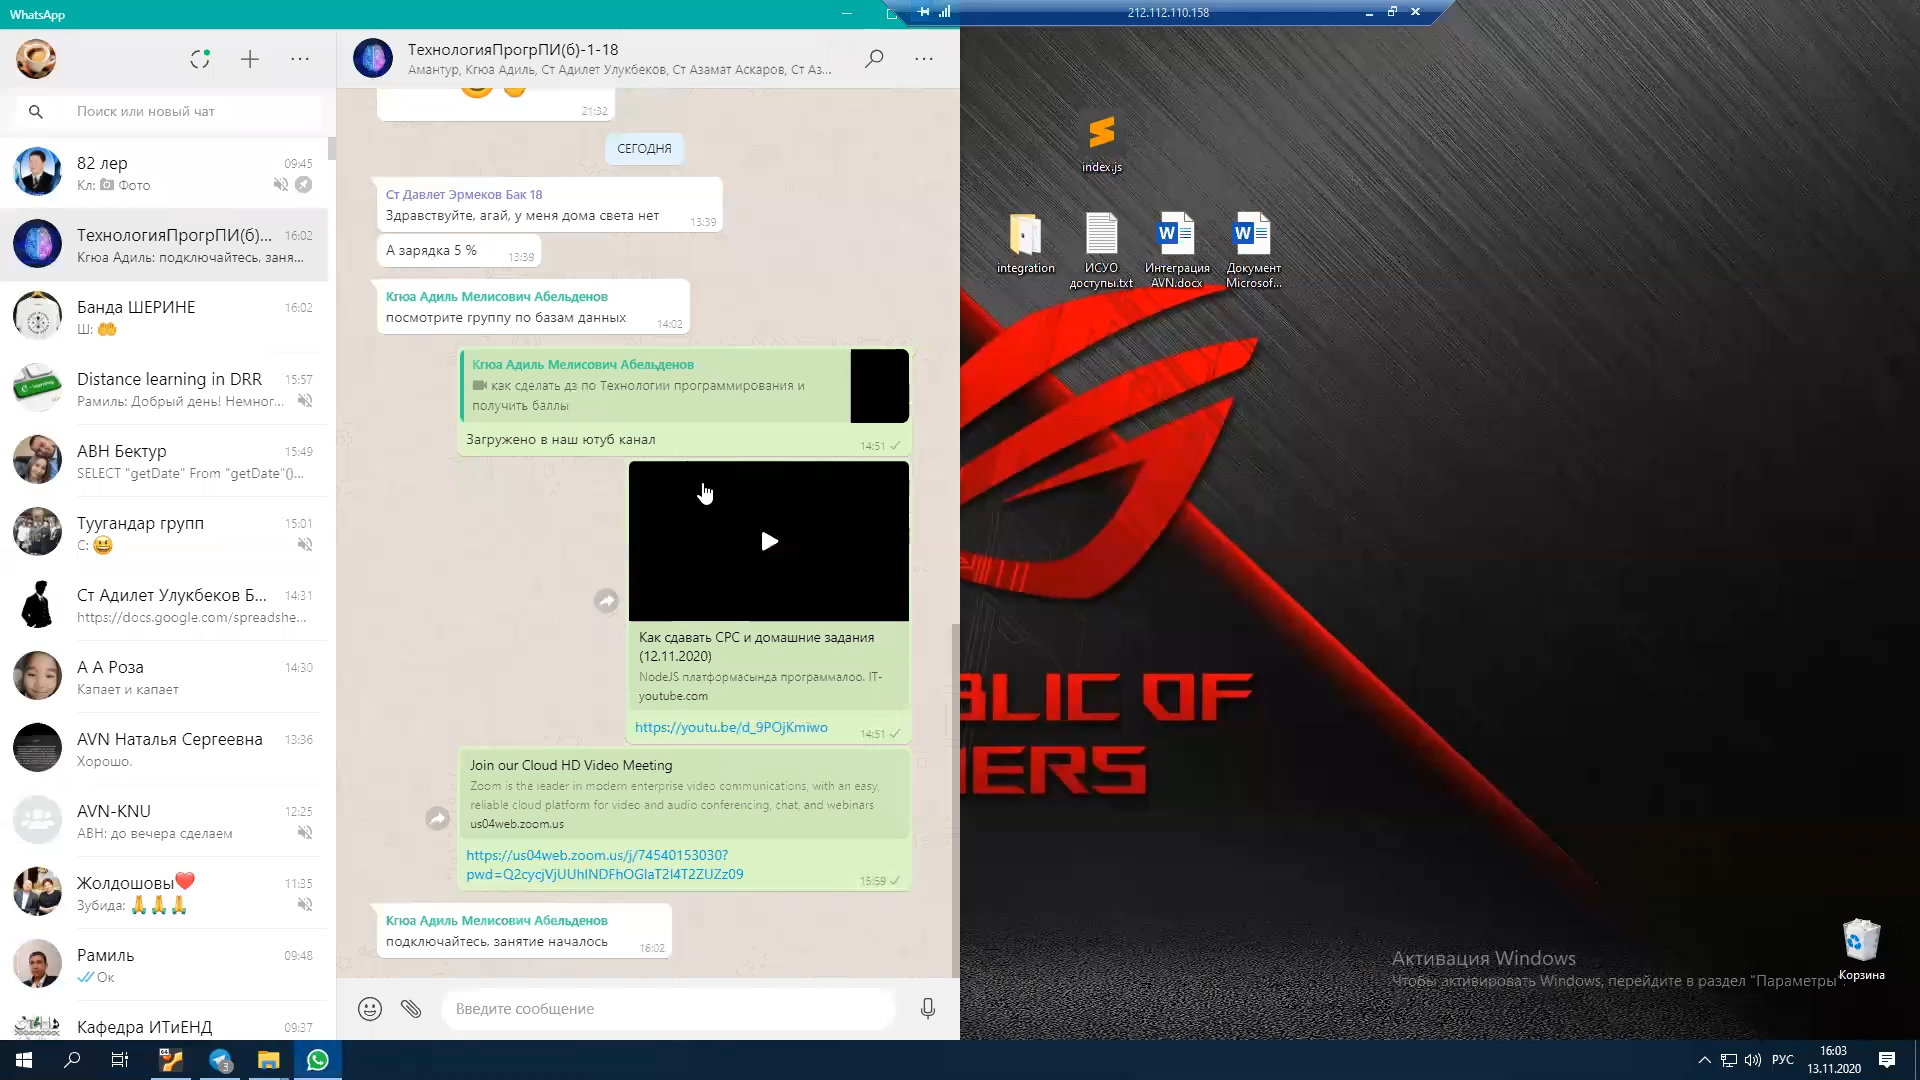 WhatsApp
Поиск или новый чат
82 лер
09:45
Кл: Фото
ТехнологияПрогрПИ(б)...
16:02
Кгюа Адиль: подключайтесь, заня...
Банда ШЕРИНЕ
16:02
Ш:
Distance learning in DRR
15:57
Рамиль: Добрый день! Немног...
АВН Бектур
15:49
SELECT "getDate" From "getDate"()...
Туугандар групп
15:01
С:
Ст Адилет Улукбеков Б...
14:31
https://docs.google.com/spreadshe...
А А Роза
14:30
Капает и капает
AVN Наталья Сергеевна
13:36
Хорошо.
AVN-KNU
12:25
АВН: до вечера сделаем
Жолдошовы
11:35
Зубида:
Рамиль
09:48
Ок
Кафедра ИТиЕНД
09:37
ТехнологияПрогрПИ(б)-1-18
Амантур, Кгюа Адиль, Ст Адилет Улукбеков, Ст Азамат Аскаров, Ст Аз...
21:32
СЕГОДНЯ
Ст Давлет Эрмеков Бак 18
Здравствуйте, агай, у меня дома света нет
13:39
А зарядка 5 %
13:39
Кгюа Адиль Мелисович Абельденов
посмотрите группу по базам данных
14:02
Кгюа Адиль Мелисович Абельденов
как сделать дз по Технологии программирования и
получить баллы
Загружено в наш ютуб канал
14:51
Как сдавать СРС и домашние задания
(12.11.2020)
NodeJS платформасында программалоо. IT-
youtube.com
https://youtu.be/d_9POjKmiwo
14:51
Join our Cloud HD Video Meeting
Zoom is the leader in modern enterprise video communications, with an easy,
reliable cloud platform for video and audio conferencing, chat, and webinars
us04web.zoom.us
https://us04web.zoom.us/j/74540153030?
pwd=Q2cycjVjUUhINDFhOGlaT2l4T2ZUZz09
15:59
Кгюа Адиль Мелисович Абельденов
подключайтесь, занятие началось
16:02
Введите сообщение
212.112.110.158
index.js
integration
ИСУО
доступы.txt
Интеграция
AVN.docx
Документ
Microsof...
BLIC OF
MERS
Активация Windows
Чтобы активировать Windows, перейдите в раздел "Параметры".
Корзина
64
3
РУС
16:03
13.11.2020